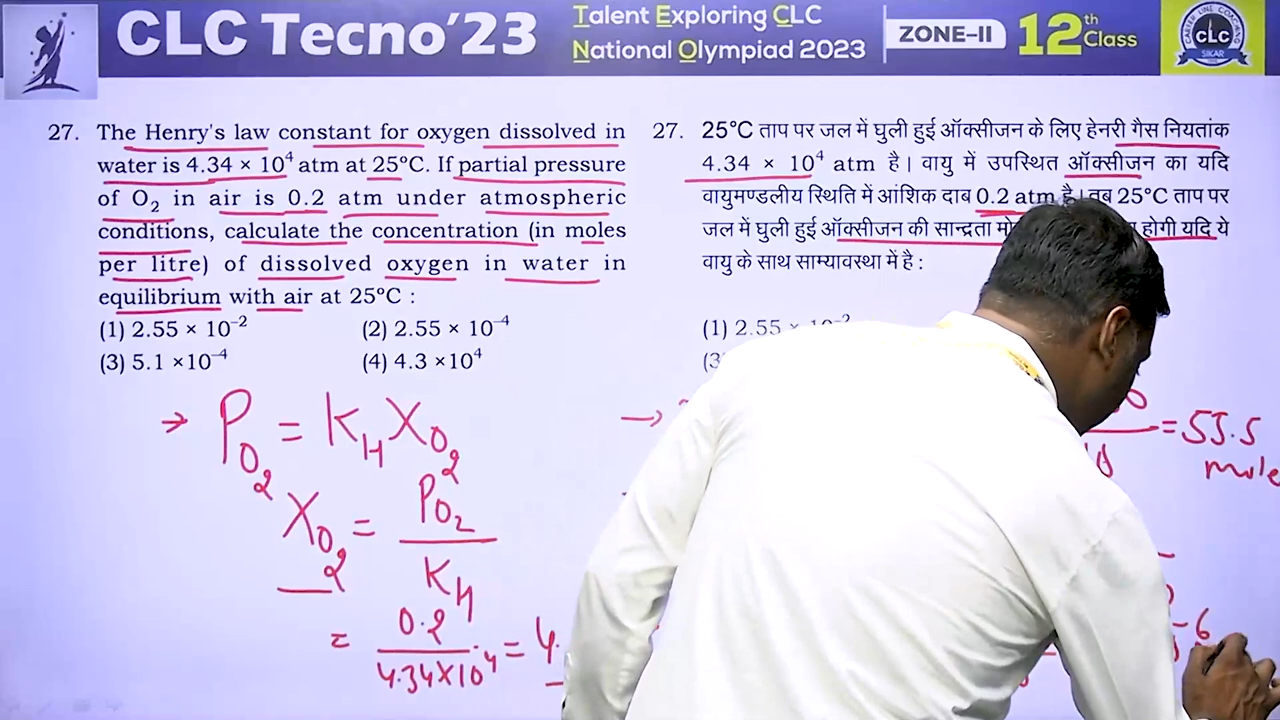 CLC Tecno'23
Talent Exploring CLC
National Olympiad 2023
ZONE–II
12th Class
CLC
SIKAR
27. The Henry's law constant for oxygen dissolved in
water is 4.34 × 10⁴ atm at 25°C. If partial pressure
of O₂ in air is 0.2 atm under atmospheric
conditions, calculate the concentration (in moles
per litre) of dissolved oxygen in water in
equilibrium with air at 25°C :
(1) 2.55 × 10⁻² (2) 2.55 × 10⁻⁴
(3) 5.1 ×10⁻⁴ (4) 4.3 ×10⁴
→ P_O₂ = K_H X_O₂
X_O₂ = P_O₂ / K_H
= 0.2 / 4.34×10⁴ = 4.
27. 25°C ताप पर जल में घुली हुई ऑक्सीजन के लिए हेनरी गैस नियतांक
4.34 × 10⁴ atm है। वायु में उपस्थित ऑक्सीजन का यदि
वायुमण्डलीय स्थिति में आंशिक दाब 0.2 atm है। तब 25°C ताप पर
जल में घुली हुई ऑक्सीजन की सान्द्रता होगी यदि ये
वायु के साथ साम्यावस्था में है :
(1) 2.55 × 10⁻²
(3
→
= 55.5
mole
-6